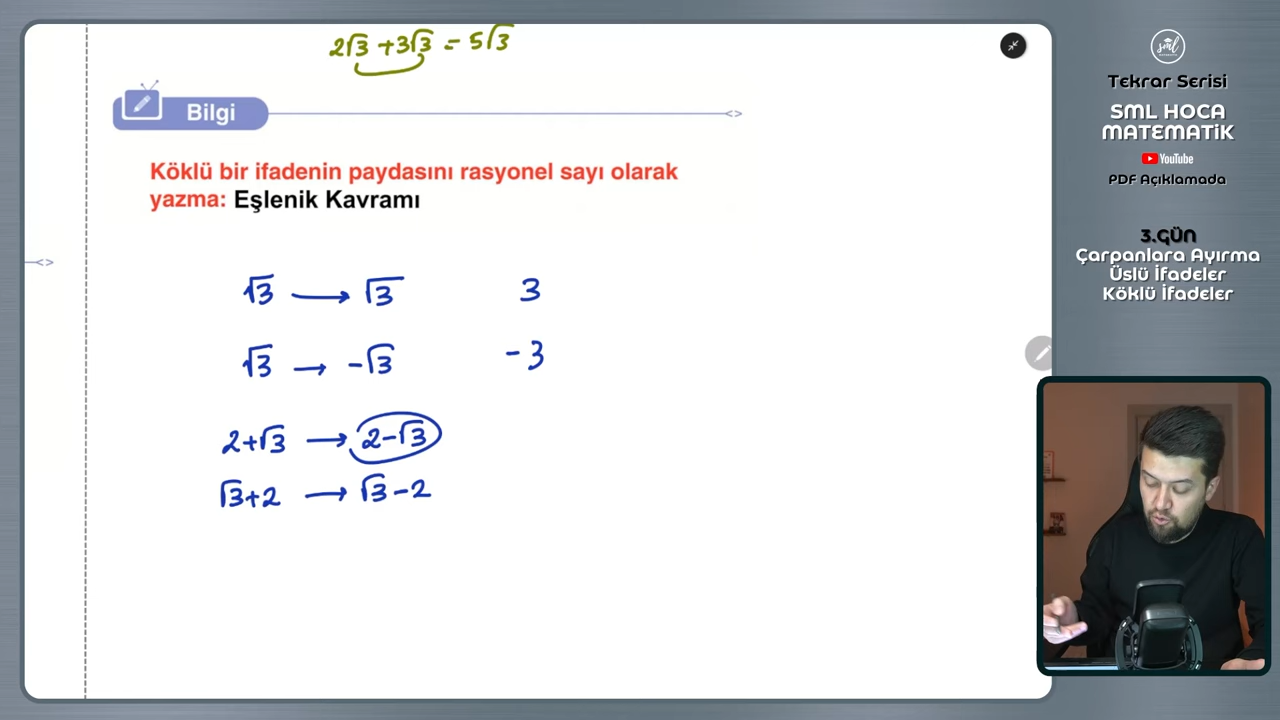 2√3 + 3√3 = 5√3
Bilgi
Köklü bir ifadenin paydasını rasyonel sayı olarak
yazma: Eşlenik Kavramı
√3 → √3 3
√3 → -√3 -3
2+√3 → 2-√3
√3+2 → √3-2
sml
Tekrar Serisi
SML HOCA
MATEMATİK
YouTube
PDF Açıklamada
3.GÜN
Çarpanlara Ayırma
Üslü İfadeler
Köklü İfadeler